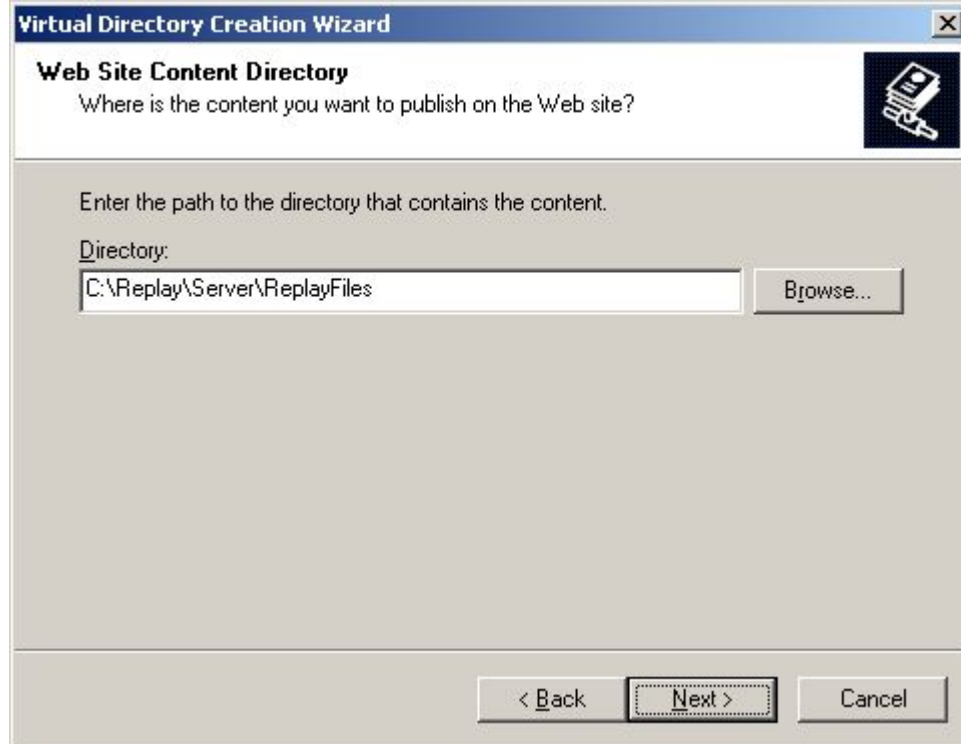 Virtual Directory Creation Wizard
Web Site Content Directory
Where is the content you want to publish on the Web site?
Enter the path to the directory that contains the content.
Directory:
C:\Replay\Server\ReplayFiles
Browse...
< Back Next > Cancel